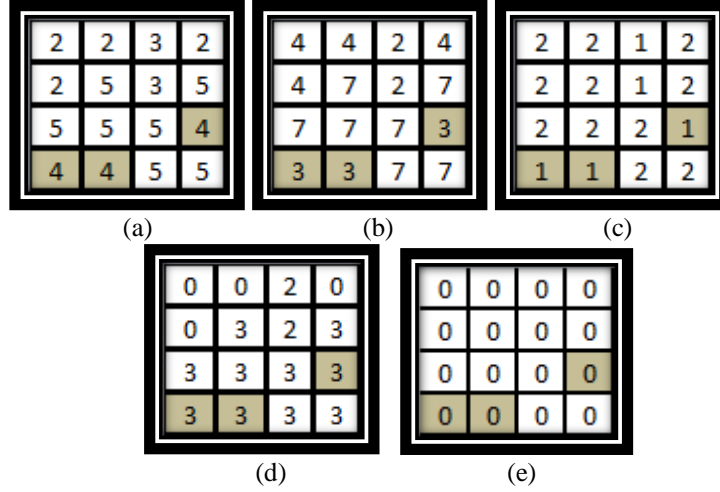 2 2 3 2 4 4 2 4 2 2 1 2
2 5 3 5 4 7 2 7 2 2 1 2
5 5 5 4 7 7 7 3 2 2 2 1
4 4 5 5 3 3 7 7 1 1 2 2
(a) (b) (c)
0 0 2 0 0 0 0 0
0 3 2 3 0 0 0 0
3 3 3 3 0 0 0 0
3 3 3 3 0 0 0 0
(d) (e)